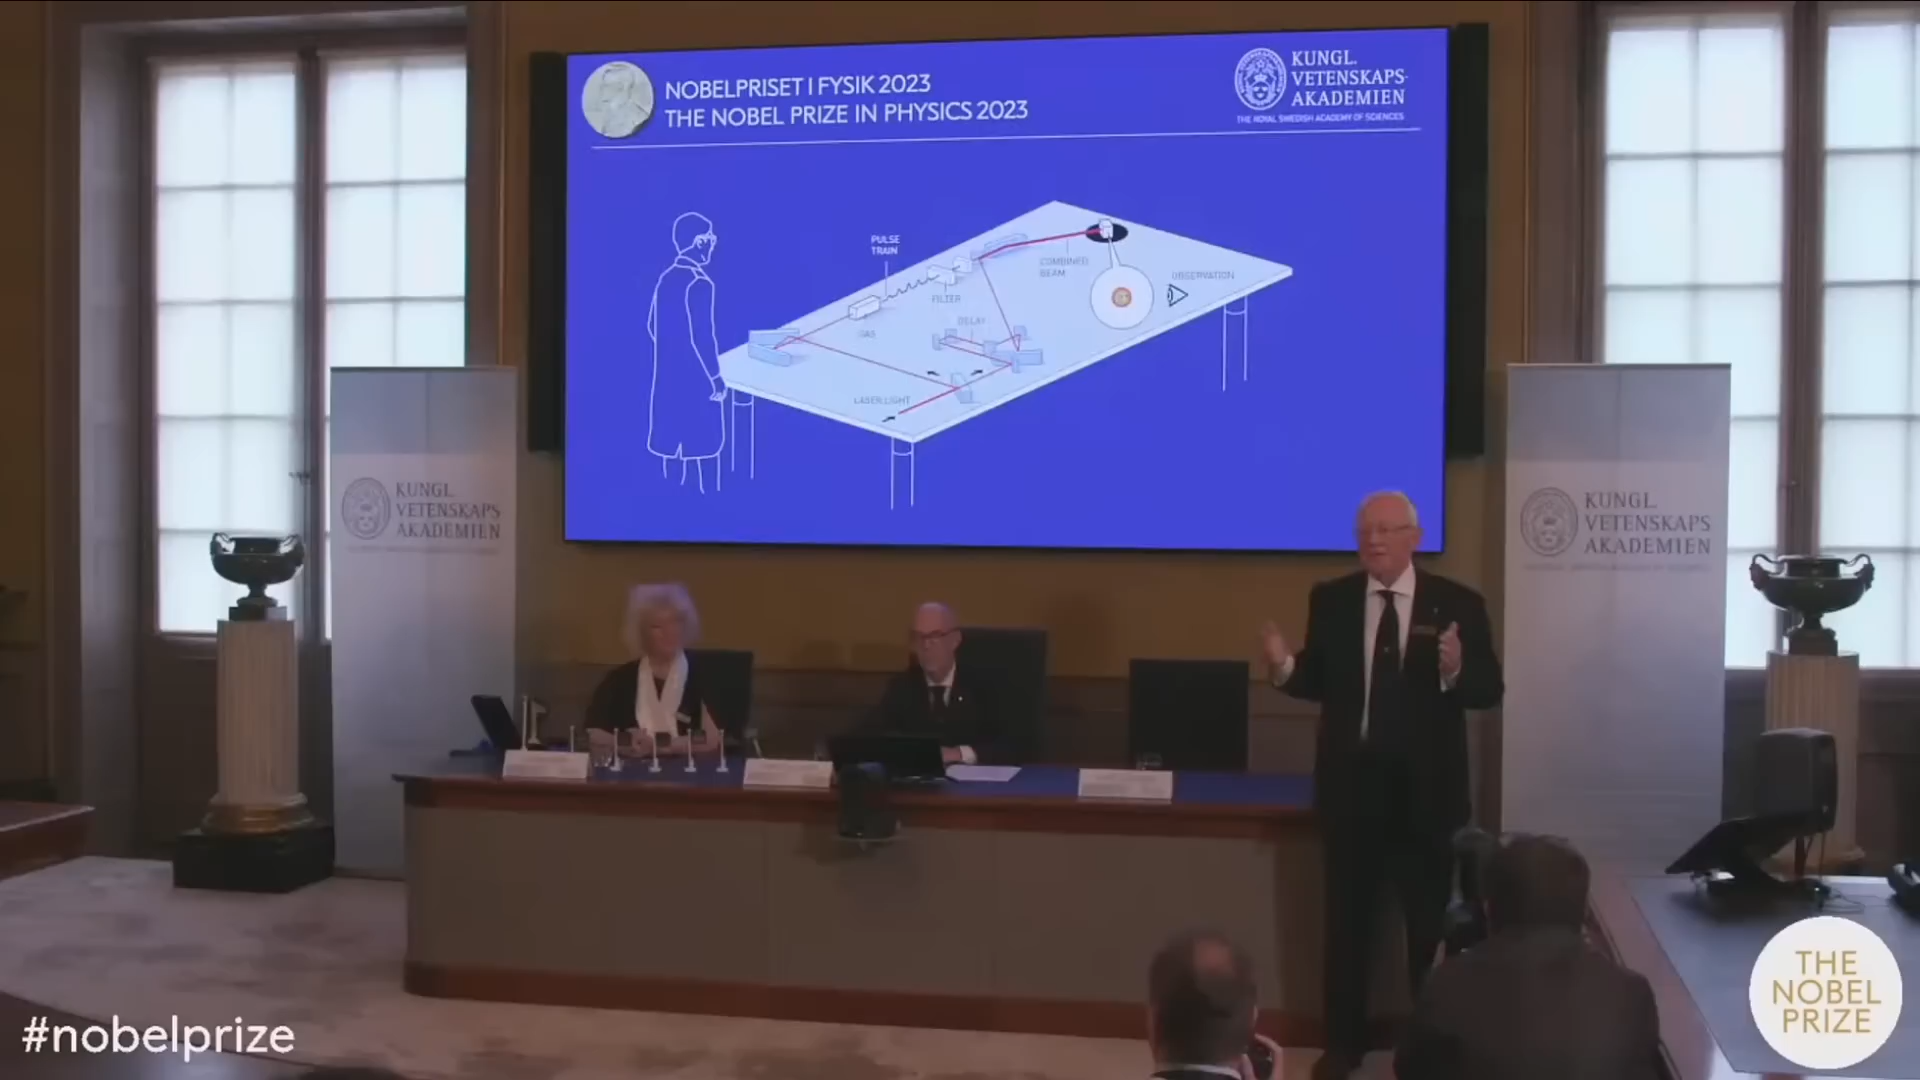 NOBELPRISET I FYSIK 2023
THE NOBEL PRIZE IN PHYSICS 2023
KUNGL.
VETENSKAPS-
AKADEMIEN
THE ROYAL SWEDISH ACADEMY OF SCIENCES
PULSE
TRAIN
COMBINED
BEAM
OBSERVATION
FILTER
GAS
DELAY
LASER LIGHT
KUNGL.
VETENSKAPS
AKADEMIEN
KUNGL.
VETENSKAPS
AKADEMIEN
#nobelprize
THE
NOBEL
PRIZE